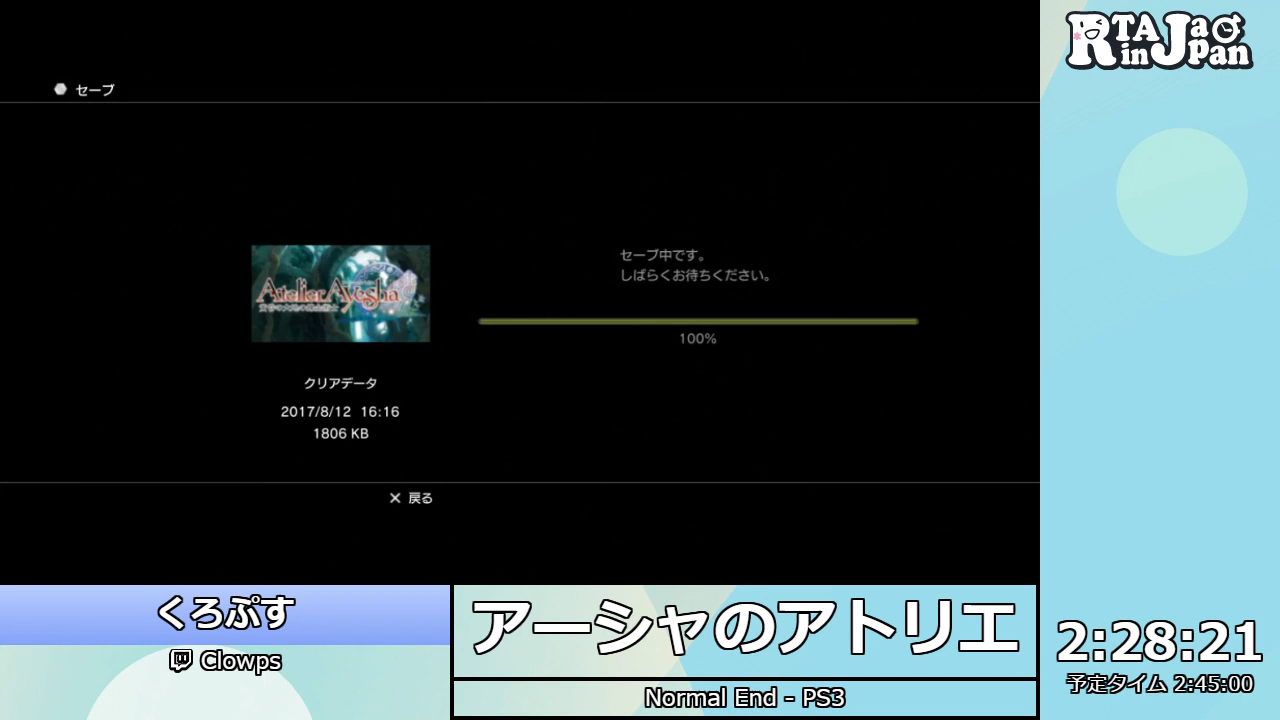 セーブ
RTA in Japan
セーブ中です。
しばらくお待ちください。
Atelier Ayesha
100%
クリアデータ
2017/8/12 16:16
1806 KB
戻る
くろぷす
Clowps
アーシャのアトリエ
Normal End - PS3
2:28:21
予定タイム 2:45:00